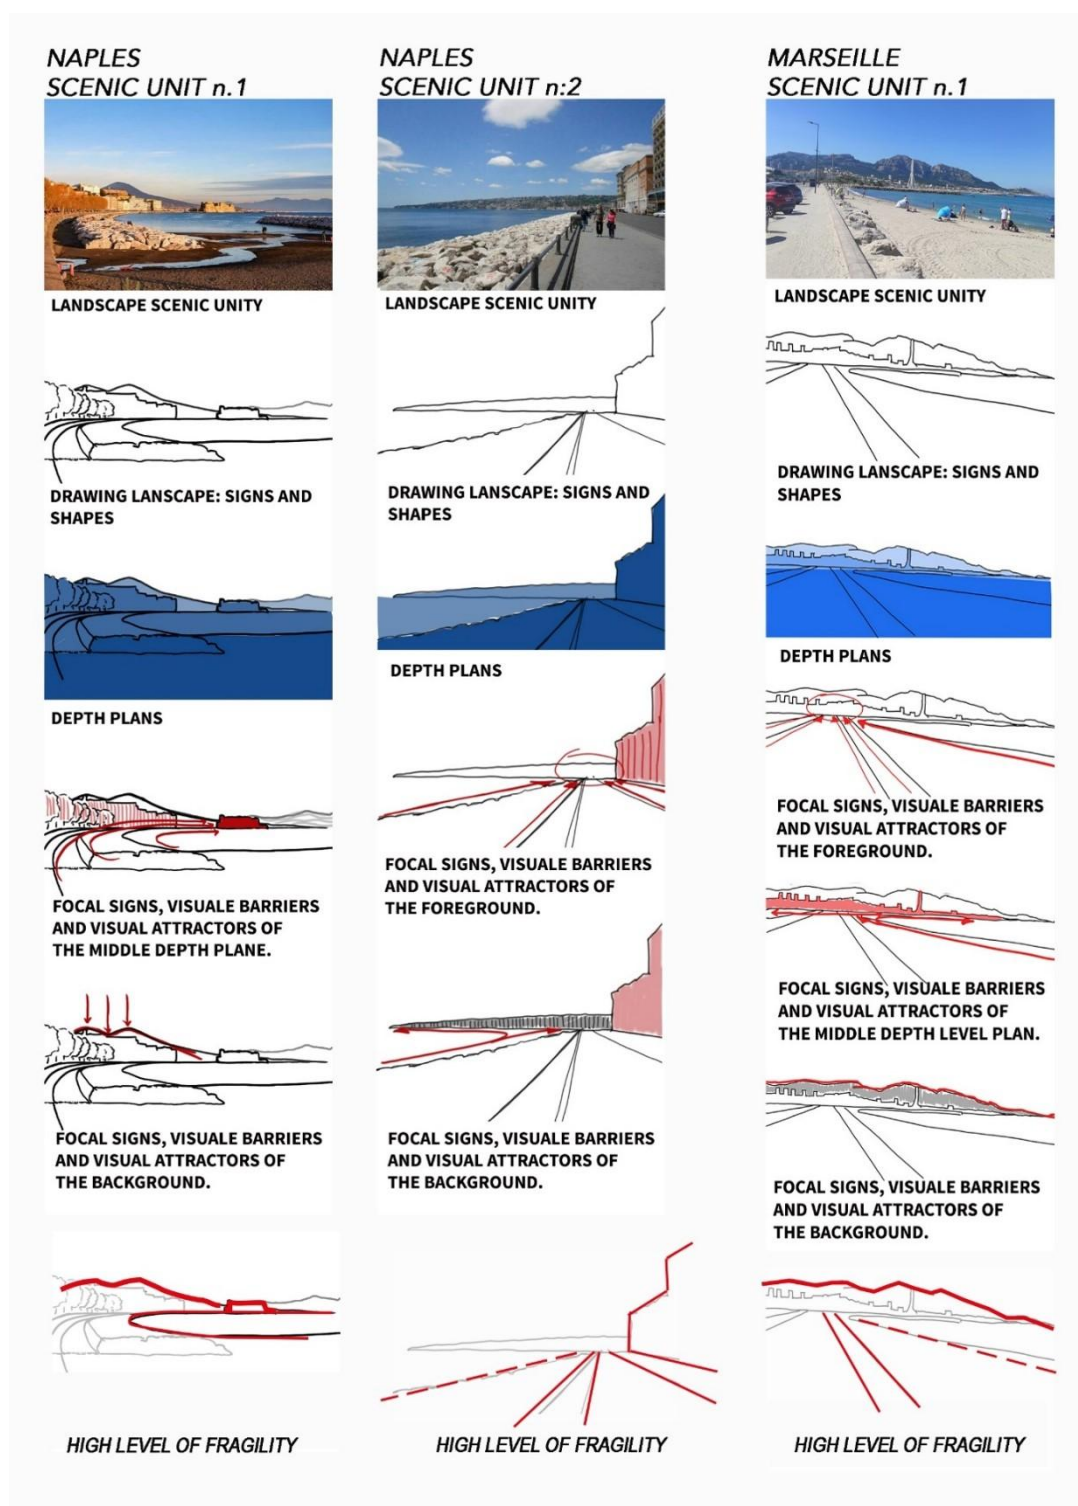 NAPLES
SCENIC UNIT n.1
LANDSCAPE SCENIC UNITY
DRAWING LANSCAPE: SIGNS AND
SHAPES
DEPTH PLANS
FOCAL SIGNS, VISUALE BARRIERS
AND VISUAL ATTRACTORS OF
THE MIDDLE DEPTH PLANE.
FOCAL SIGNS, VISUALE BARRIERS
AND VISUAL ATTRACTORS OF
THE BACKGROUND.
HIGH LEVEL OF FRAGILITY
NAPLES
SCENIC UNIT n:2
LANDSCAPE SCENIC UNITY
DRAWING LANSCAPE: SIGNS AND
SHAPES
DEPTH PLANS
FOCAL SIGNS, VISUALE BARRIERS
AND VISUAL ATTRACTORS OF
THE FOREGROUND.
FOCAL SIGNS, VISUALE BARRIERS
AND VISUAL ATTRACTORS OF
THE BACKGROUND.
HIGH LEVEL OF FRAGILITY
MARSEILLE
SCENIC UNIT n.1
LANDSCAPE SCENIC UNITY
DRAWING LANSCAPE: SIGNS AND
SHAPES
DEPTH PLANS
FOCAL SIGNS, VISUALE BARRIERS
AND VISUAL ATTRACTORS OF
THE FOREGROUND.
FOCAL SIGNS, VISUALE BARRIERS
AND VISUAL ATTRACTORS OF
THE MIDDLE DEPTH LEVEL PLAN.
FOCAL SIGNS, VISUALE BARRIERS
AND VISUAL ATTRACTORS OF
THE BACKGROUND.
HIGH LEVEL OF FRAGILITY